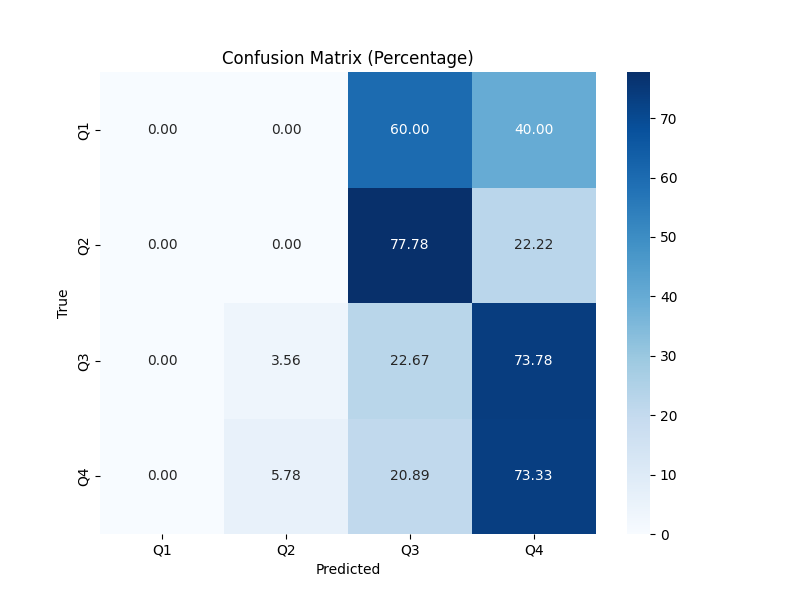 Confusion Matrix (Percentage)
Q1 0.00 0.00 60.00 40.00
Q2 0.00 0.00 77.78 22.22
Q3 0.00 3.56 22.67 73.78
Q4 0.00 5.78 20.89 73.33
Q1 Q2 Q3 Q4
Predicted
True
70
60
50
40
30
20
10
0